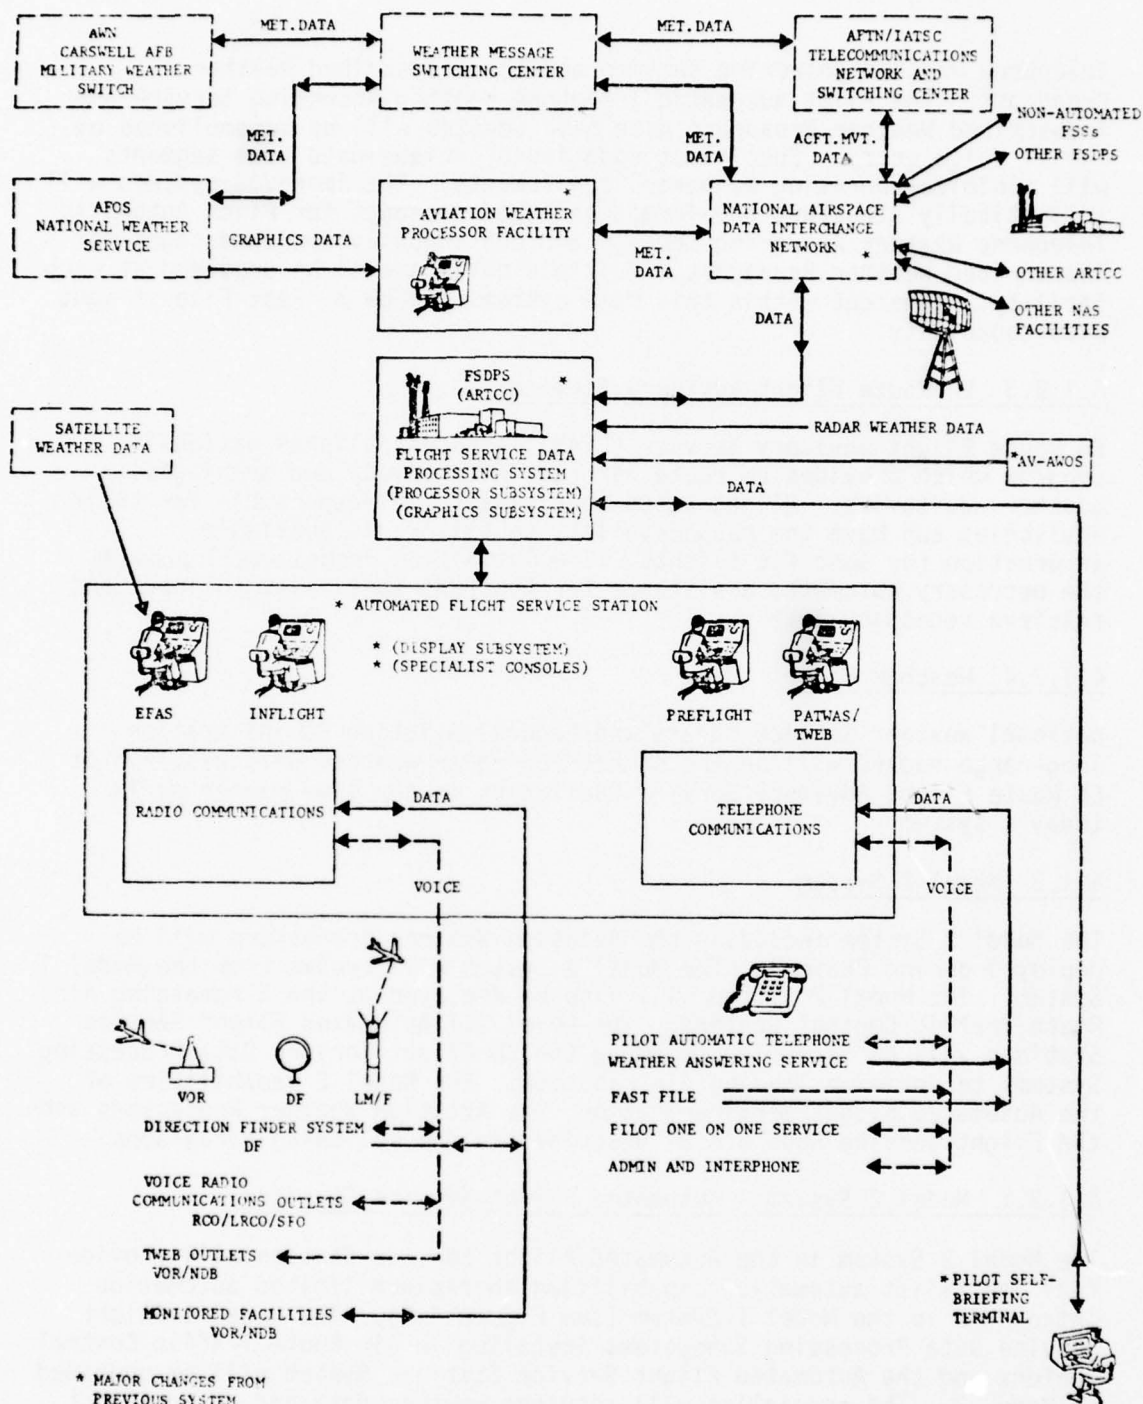 AWN
CARSWELL AFB
MILITARY WEATHER
SWITCH
MET.DATA
WEATHER MESSAGE
SWITCHING CENTER
MET.DATA
AFTN/IATSC
TELECOMMUNICATIONS
NETWORK AND
SWITCHING CENTER
MET.
DATA
MET.
DATA
ACFT.MVT.
DATA
NON-AUTOMATED
FSSs
OTHER FSDPS
AFOS
NATIONAL WEATHER
SERVICE
GRAPHICS DATA
*
AVIATION WEATHER
PROCESSOR FACILITY
MET.
DATA
NATIONAL AIRSPACE
DATA INTERCHANGE
NETWORK *
OTHER ARTCC
OTHER NAS
FACILITIES
DATA
FSDPS *
(ARTCC)
FLIGHT SERVICE DATA
PROCESSING SYSTEM
(PROCESSOR SUBSYSTEM)
(GRAPHICS SUBSYSTEM)
RADAR WEATHER DATA
*AV-AWOS
DATA
SATELLITE
WEATHER DATA
* AUTOMATED FLIGHT SERVICE STATION
* (DISPLAY SUBSYSTEM)
* (SPECIALIST CONSOLES)
EFAS
INFLIGHT
PREFLIGHT
PATWAS/
TWEB
RADIO COMMUNICATIONS
DATA
VOICE
TELEPHONE
COMMUNICATIONS
DATA
VOICE
VOR
DF
LM/F
DIRECTION FINDER SYSTEM
DF
VOICE RADIO
COMMUNICATIONS OUTLETS
RCO/LRCO/SFO
TWEB OUTLETS
VOR/NDB
MONITORED FACILITIES
VOR/NDB
PILOT AUTOMATIC TELEPHONE
WEATHER ANSWERING SERVICE
FAST FILE
PILOT ONE ON ONE SERVICE
ADMIN AND INTERPHONE
*PILOT SELF-
BRIEFING
TERMINAL
* MAJOR CHANGES FROM
PREVIOUS SYSTEM